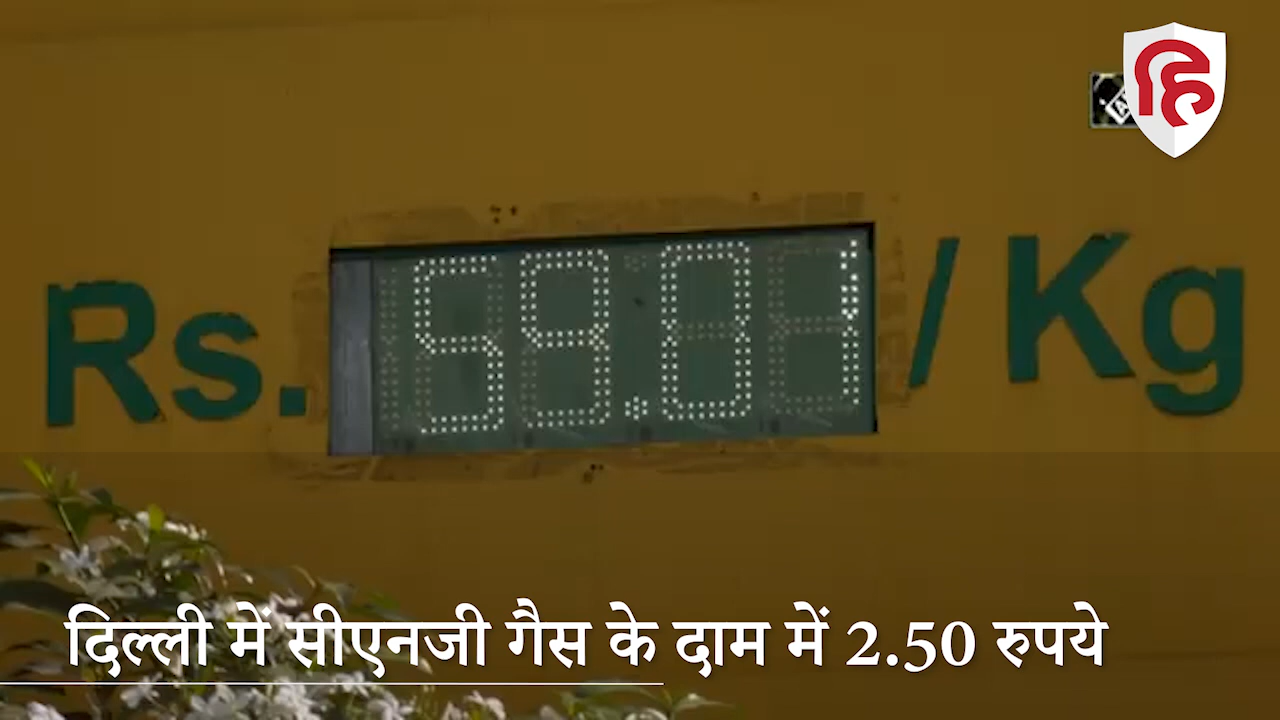 हि
Rs. 59.01 / Kg
दिल्ली में सीएनजी गैस के दाम में 2.50 रुपये